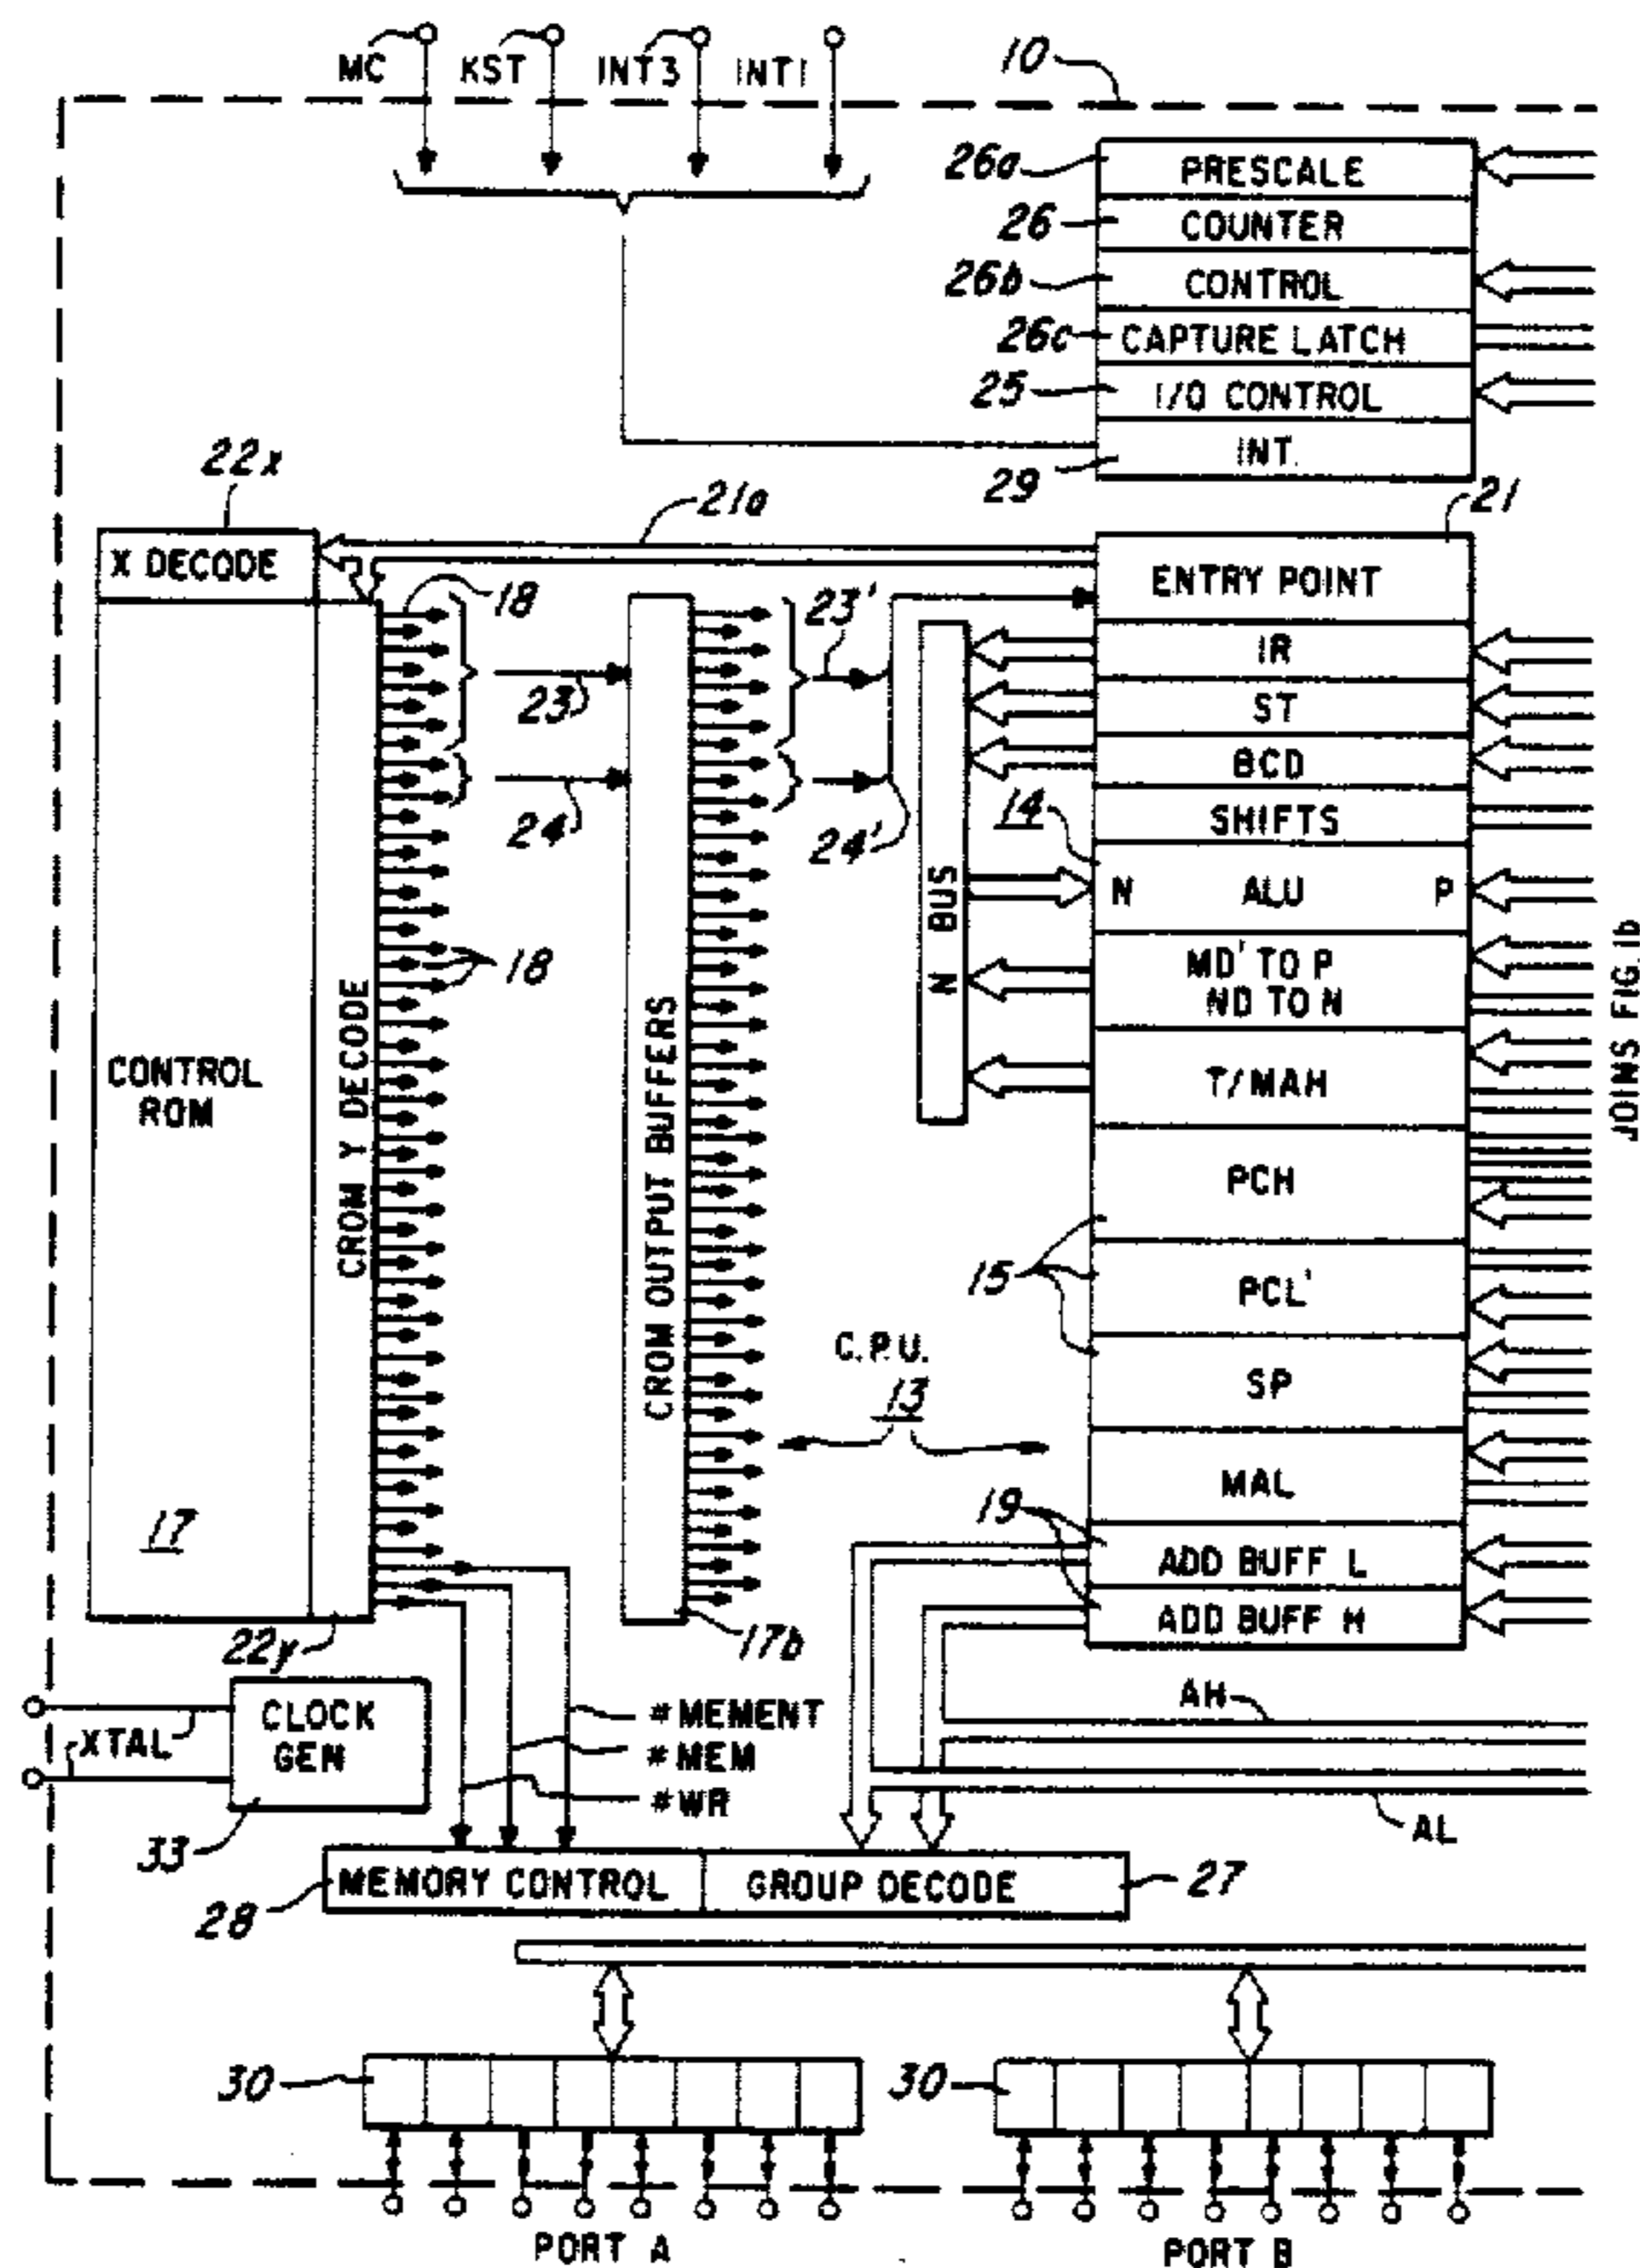 MC KST INT3 INT1
10
26a PRESCALE
26 COUNTER
26b CONTROL
26c CAPTURE LATCH
25 I/O CONTROL
INT.
29
22x
21a
21
X DECODE
ENTRY POINT
18
23'
IR
23
ST
BCD
24
24'
14
SHIFTS
N ALU P
N BUS
18
MD' TO P
ND TO N
JOINS FIG.1b
CONTROL
ROM
CROM Y DECODE
CROM OUTPUT BUFFERS
T/MAH
PCH
15
PCL'
C.P.U.
13
SP
MAL
17
19
ADD BUFF L
ADD BUFF H
22y
17b
CLOCK
GEN
XTAL
33
#MEMENT
#MEM
#WR
AH
AL
MEMORY CONTROL GROUP DECODE
28
27
30
30
PORT A
PORT B